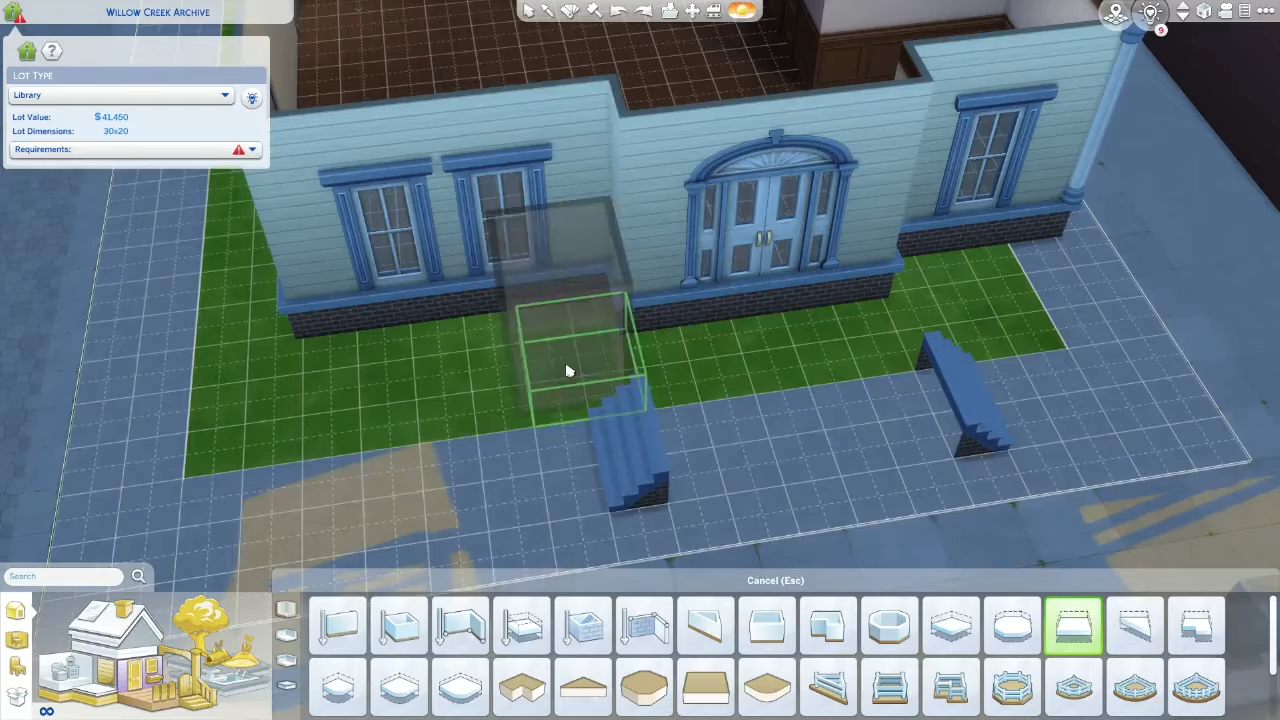 Willow Creek Archive
9
Lot Type
Library
Lot Value: $41,450
Lot Dimensions: 30x20
Requirements:
Search
Cancel (Esc)